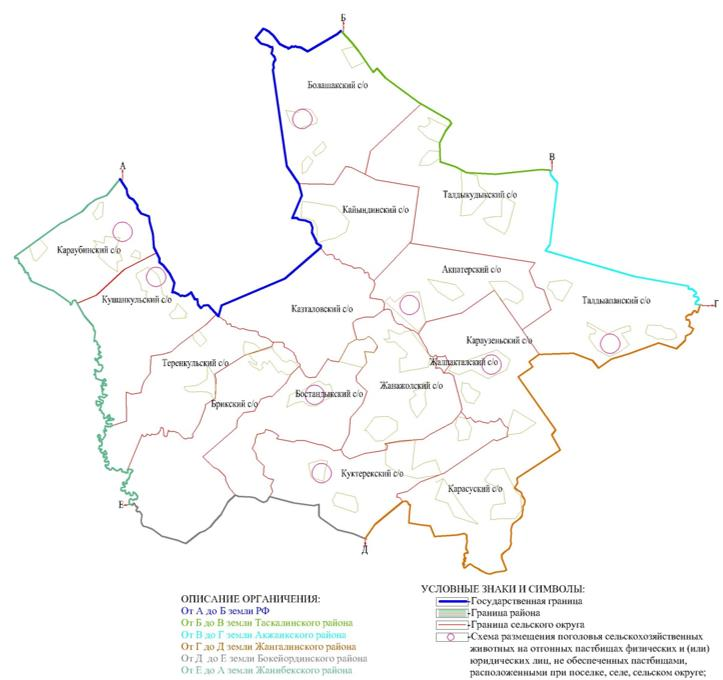 Б
Болашакский с/о
В
А
Талдыкудыкский с/о
Кайындинский с/о
Караубинский с/о
Акпатерский с/о
Кушанкульский с/о
Талдыапанский с/о
Г
Казталовский с/о
Караузеньский с/о
Теренкульский с/о
Жалпакталский с/о
Жанажолский с/о
Бостандыкский с/о
Брикский с/о
Куктерекский с/о
Карасуский с/о
Е
Д
ОПИСАНИЕ ОРГАНИЧЕНИЯ:
От А до Б земли РФ
От Б до В земли Таскалинского района
От В до Г земли Акжаикского района
От Г до Д земли Жангалинского района
От Д до Е земли Бокейординского района
От Е до А земли Жанибекского района
УСЛОВНЫЕ ЗНАКИ И СИМВОЛЫ:
-Государственная граница
-Граница района
-Граница сельского округа
-Схема размещения поголовья сельскохозяйственных
животных на отгонных пастбищах физических и (или)
юридических лиц, не обеспеченных пастбищами,
расположенными при поселке, селе, сельском округе;